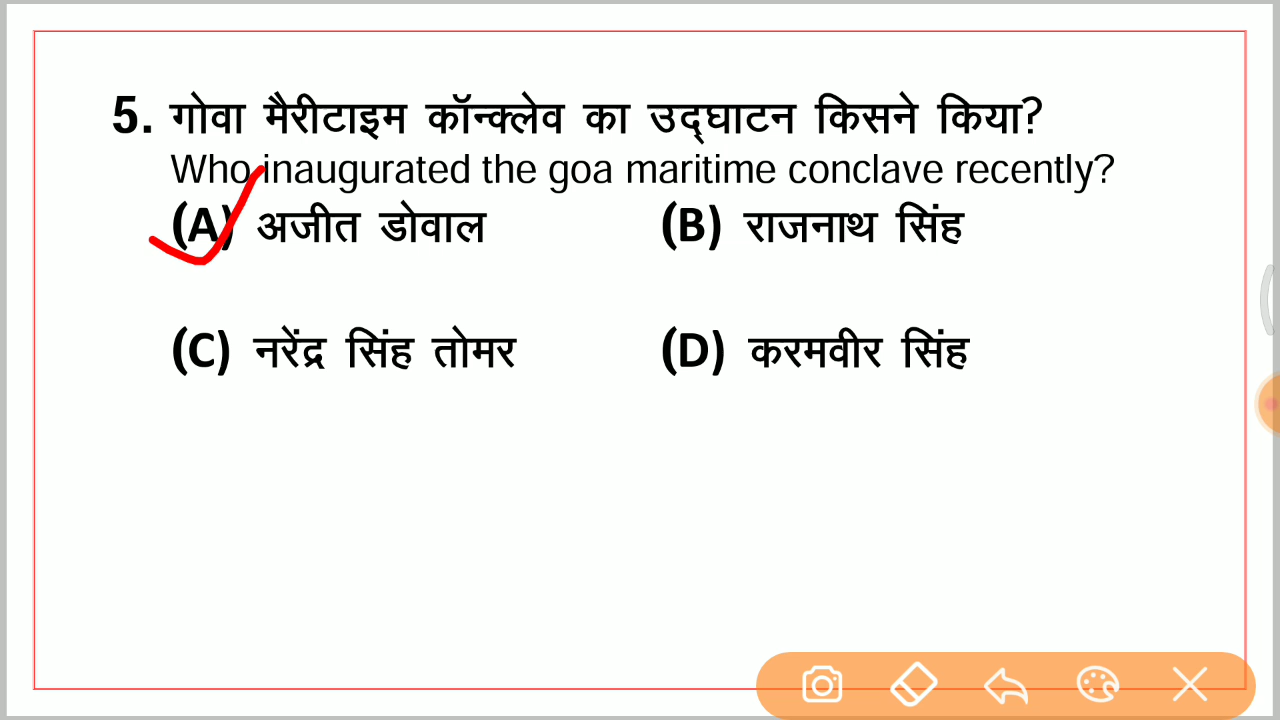 5. गोवा मैरीटाइम कॉन्क्लेव का उद्घाटन किसने किया?
Who inaugurated the goa maritime conclave recently?
(A) अजीत डोवाल (B) राजनाथ सिंह
(C) नरेंद्र सिंह तोमर (D) करमवीर सिंह